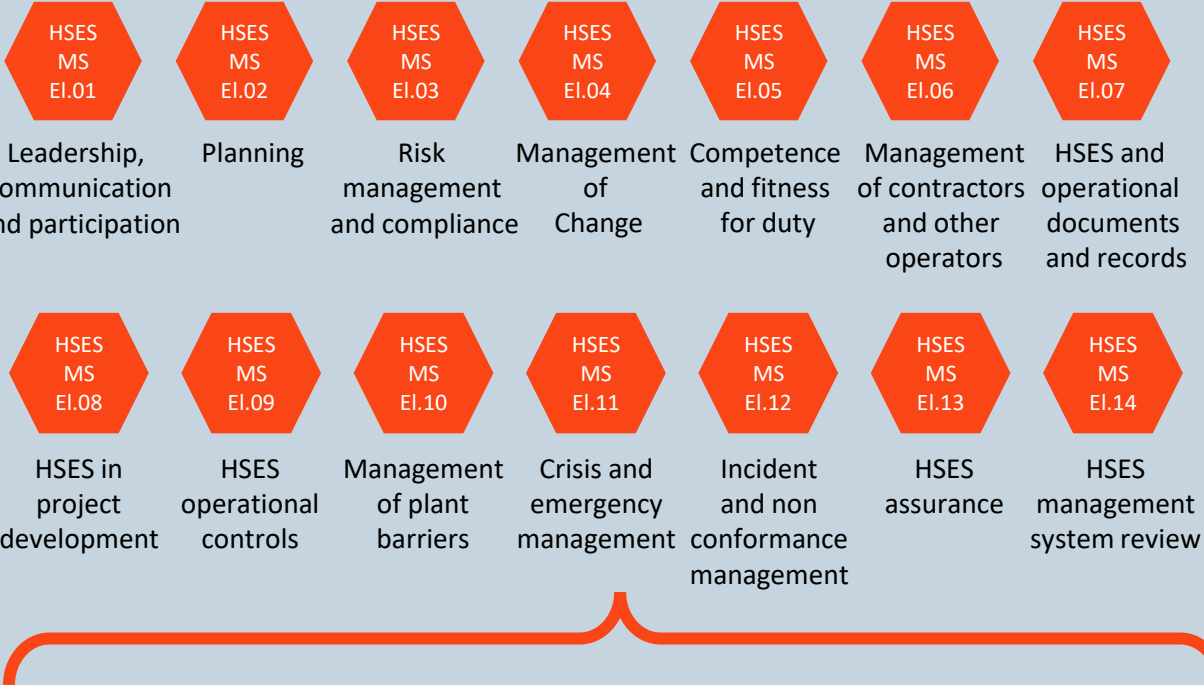 HSES
MS
El.01
HSES
MS
El.02
HSES
MS
El.03
HSES
MS
El.04
HSES
MS
El.05
HSES
MS
El.06
HSES
MS
El.07
Leadership,
ommunication
nd participation
Planning
Risk
management
and compliance
Management
of
Change
Competence
and fitness
for duty
Management
of contractors
and other
operators
HSES and
operational
documents
and records
HSES
MS
El.08
HSES
MS
El.09
HSES
MS
El.10
HSES
MS
El.11
HSES
MS
El.12
HSES
MS
El.13
HSES
MS
El.14
HSES in
project
development
HSES
operational
controls
Management
of plant
barriers
Crisis and
emergency
management
Incident
and non
conformance
management
HSES
assurance
HSES
management
system review